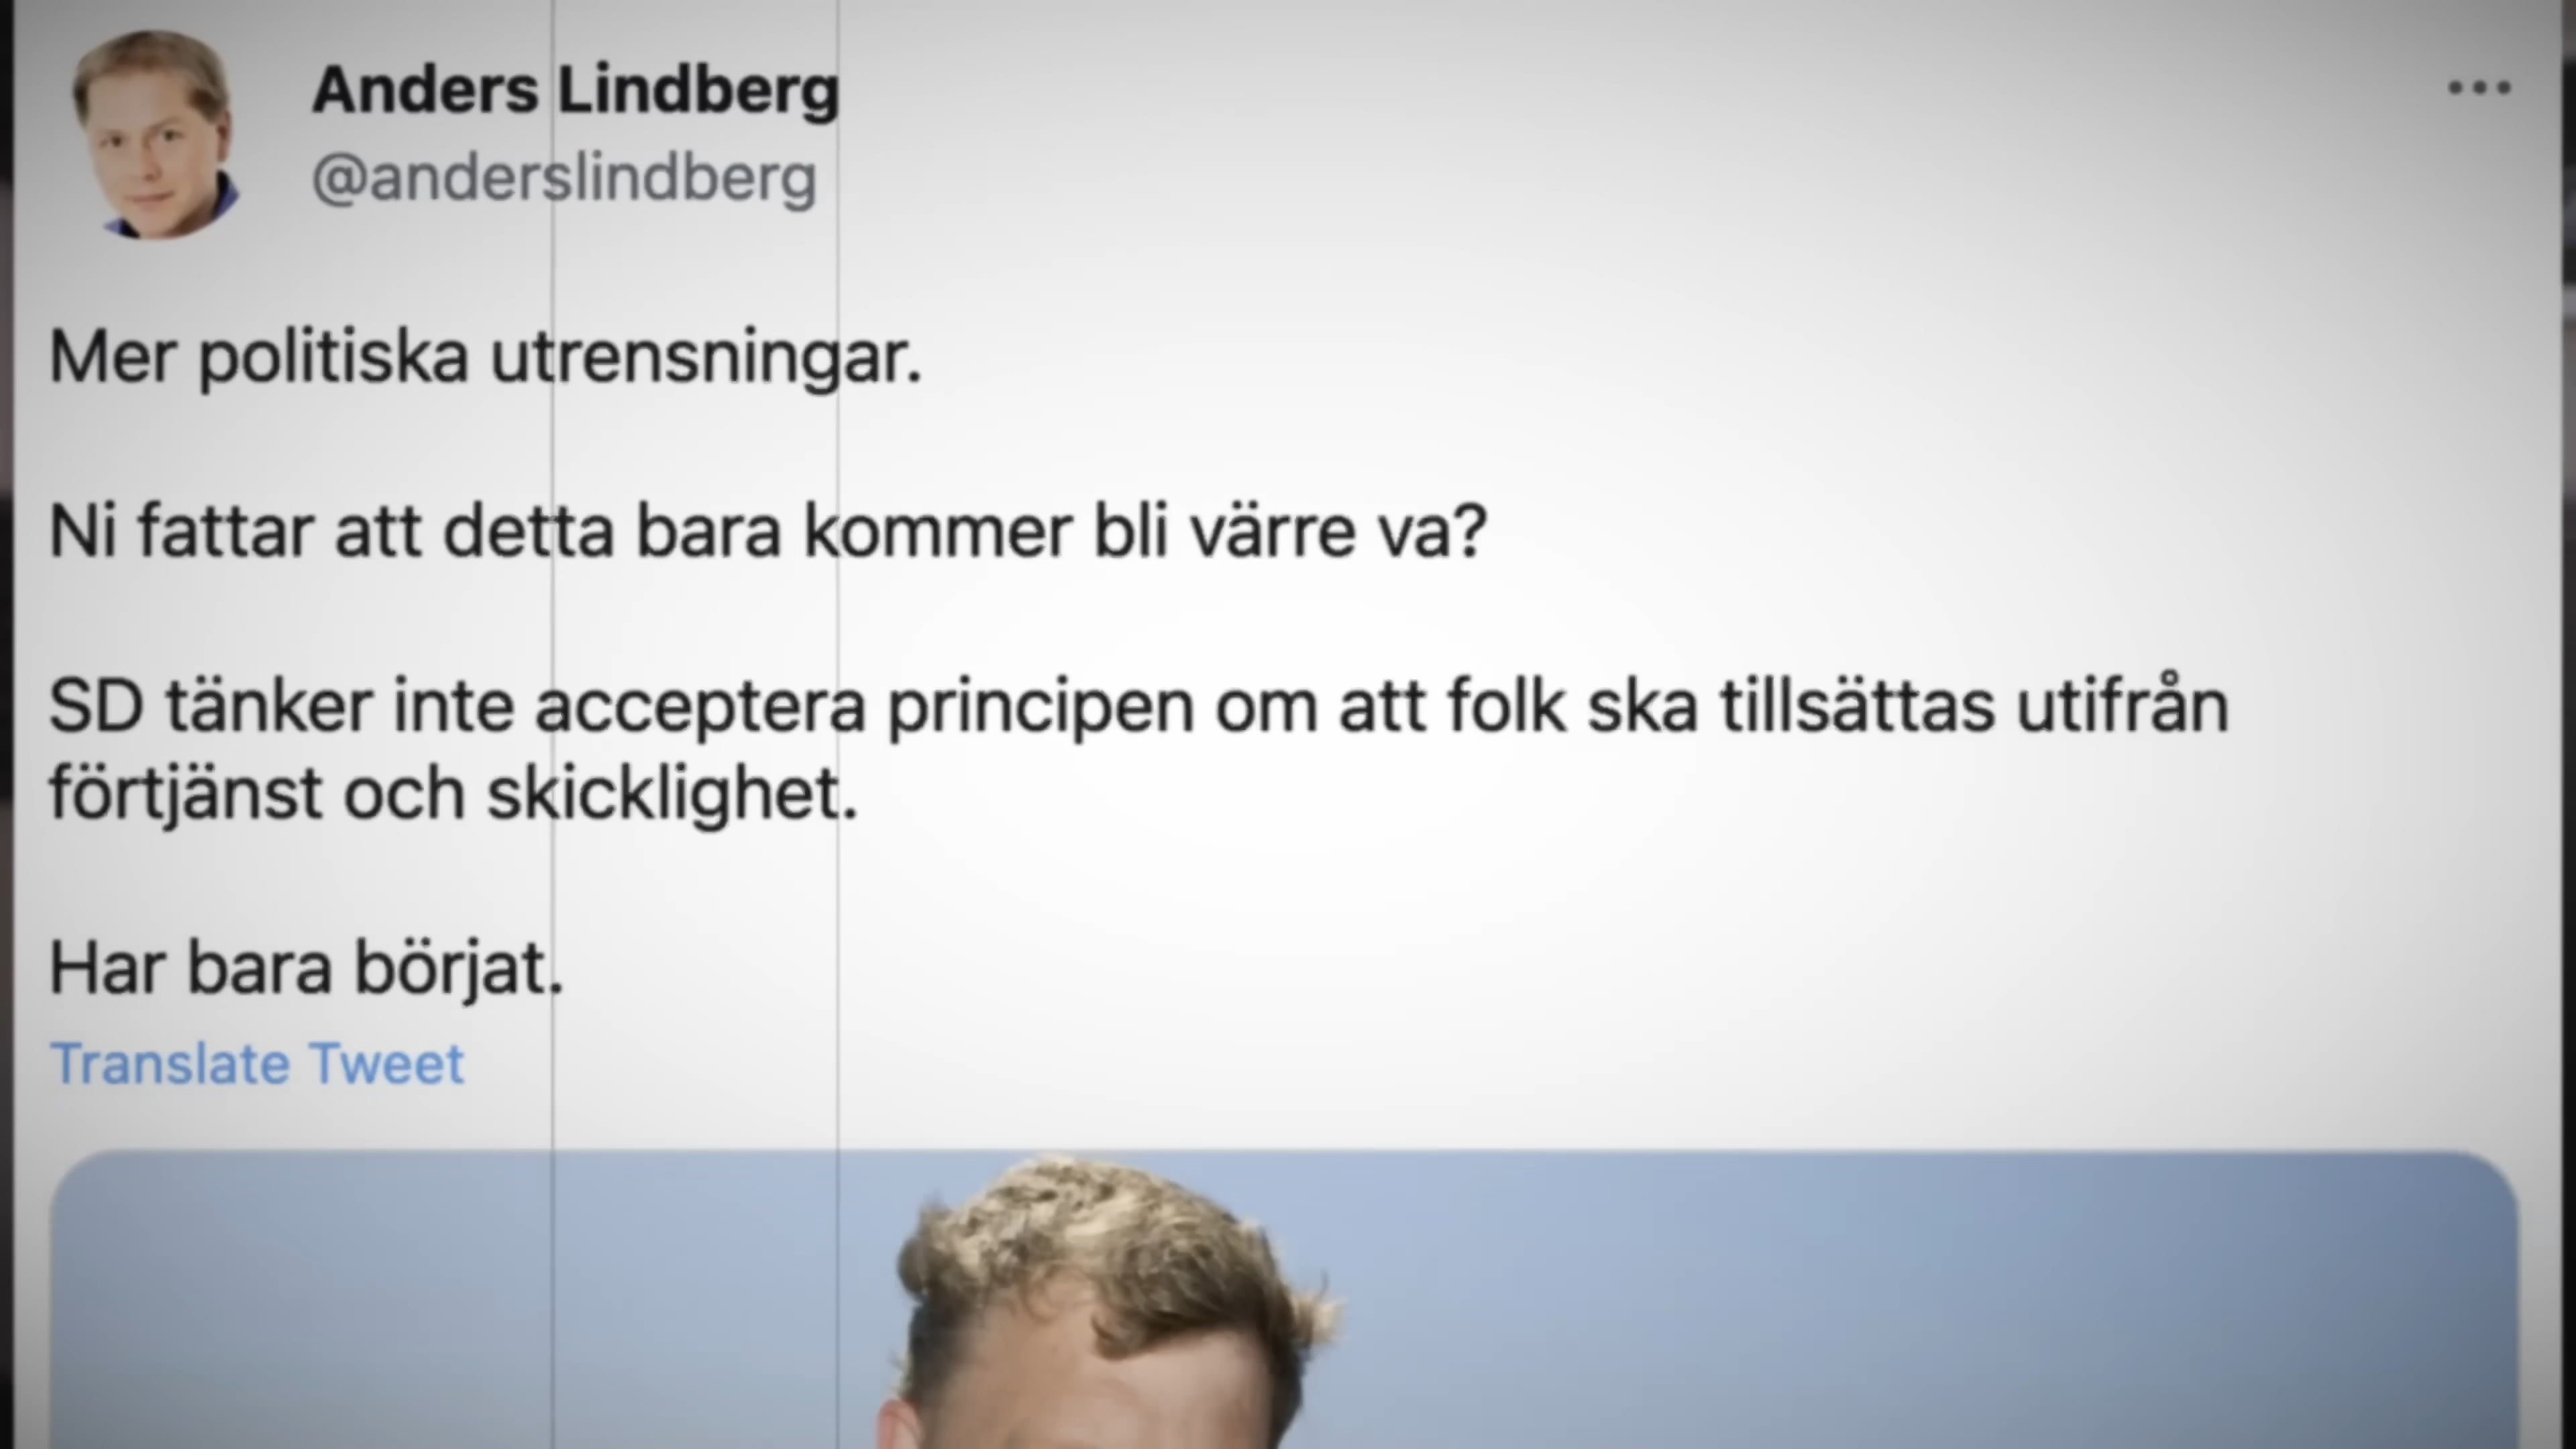 Anders Lindberg
@anderslindberg
Mer politiska utrensningar.
Ni fattar att detta bara kommer bli värre va?
SD tänker inte acceptera principen om att folk ska tillsättas utifrån
förtjänst och skicklighet.
Har bara börjat.
Translate Tweet